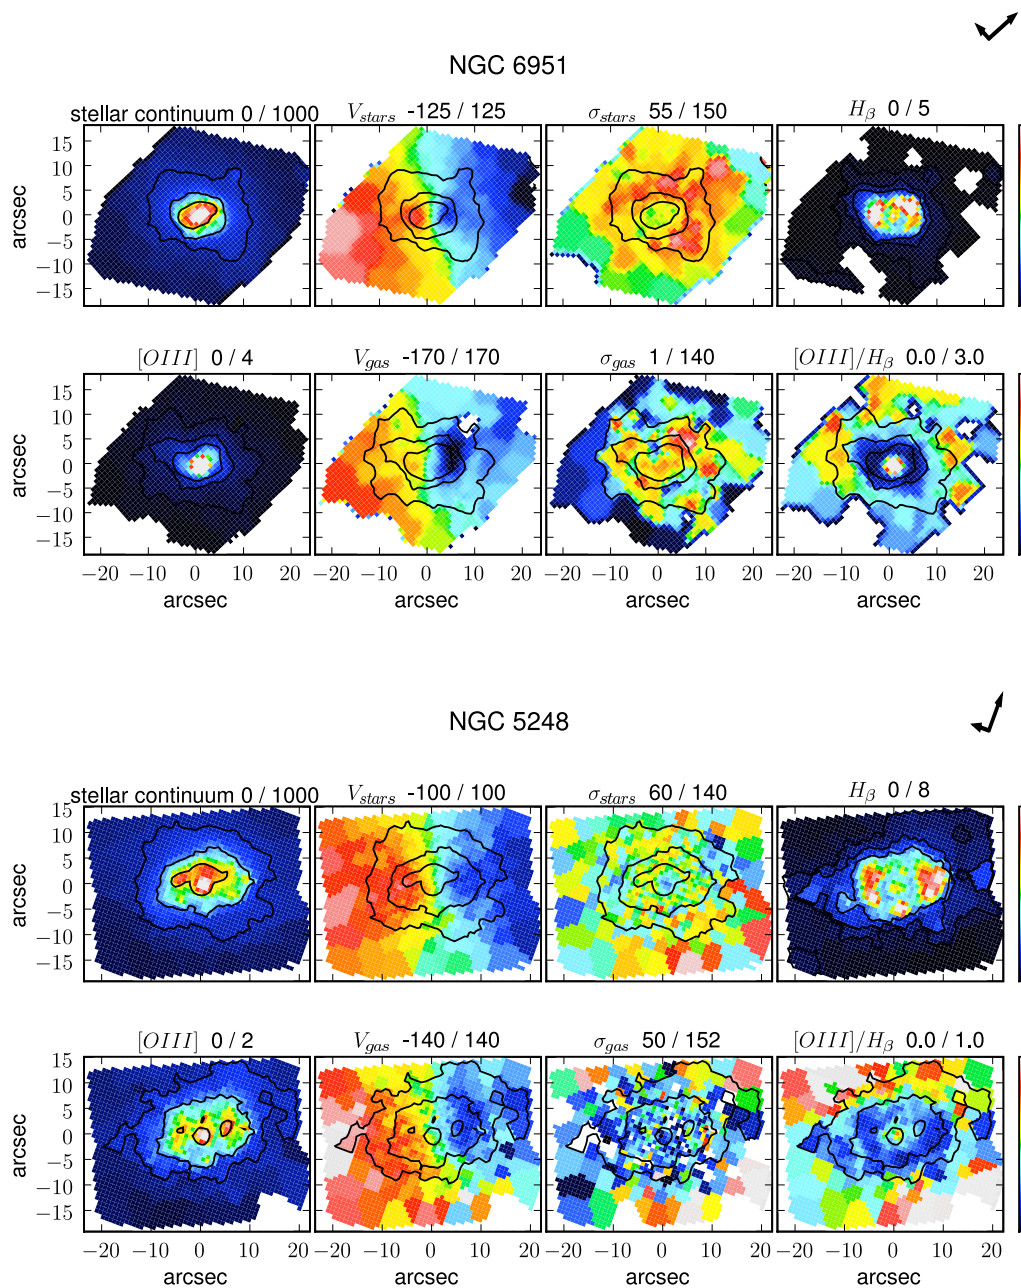 NGC 6951
stellar continuum 0 / 1000
V_stars -125 / 125
σ_stars 55 / 150
H_β 0 / 5
15
10
5
0
−5
−10
−15
arcsec
[OIII] 0 / 4
V_gas -170 / 170
σ_gas 1 / 140
[OIII]/H_β 0.0 / 3.0
15
10
5
0
−5
−10
−15
arcsec
−20 −10 0 10 20
−20 −10 0 10 20
−20 −10 0 10 20
−20 −10 0 10 20
arcsec
arcsec
arcsec
arcsec
NGC 5248
stellar continuum 0 / 1000
V_stars -100 / 100
σ_stars 60 / 140
H_β 0 / 8
15
10
5
0
−5
−10
−15
arcsec
[OIII] 0 / 2
V_gas -140 / 140
σ_gas 50 / 152
[OIII]/H_β 0.0 / 1.0
15
10
5
0
−5
−10
−15
arcsec
−20 −10 0 10 20
−20 −10 0 10 20
−20 −10 0 10 20
−20 −10 0 10 20
arcsec
arcsec
arcsec
arcsec